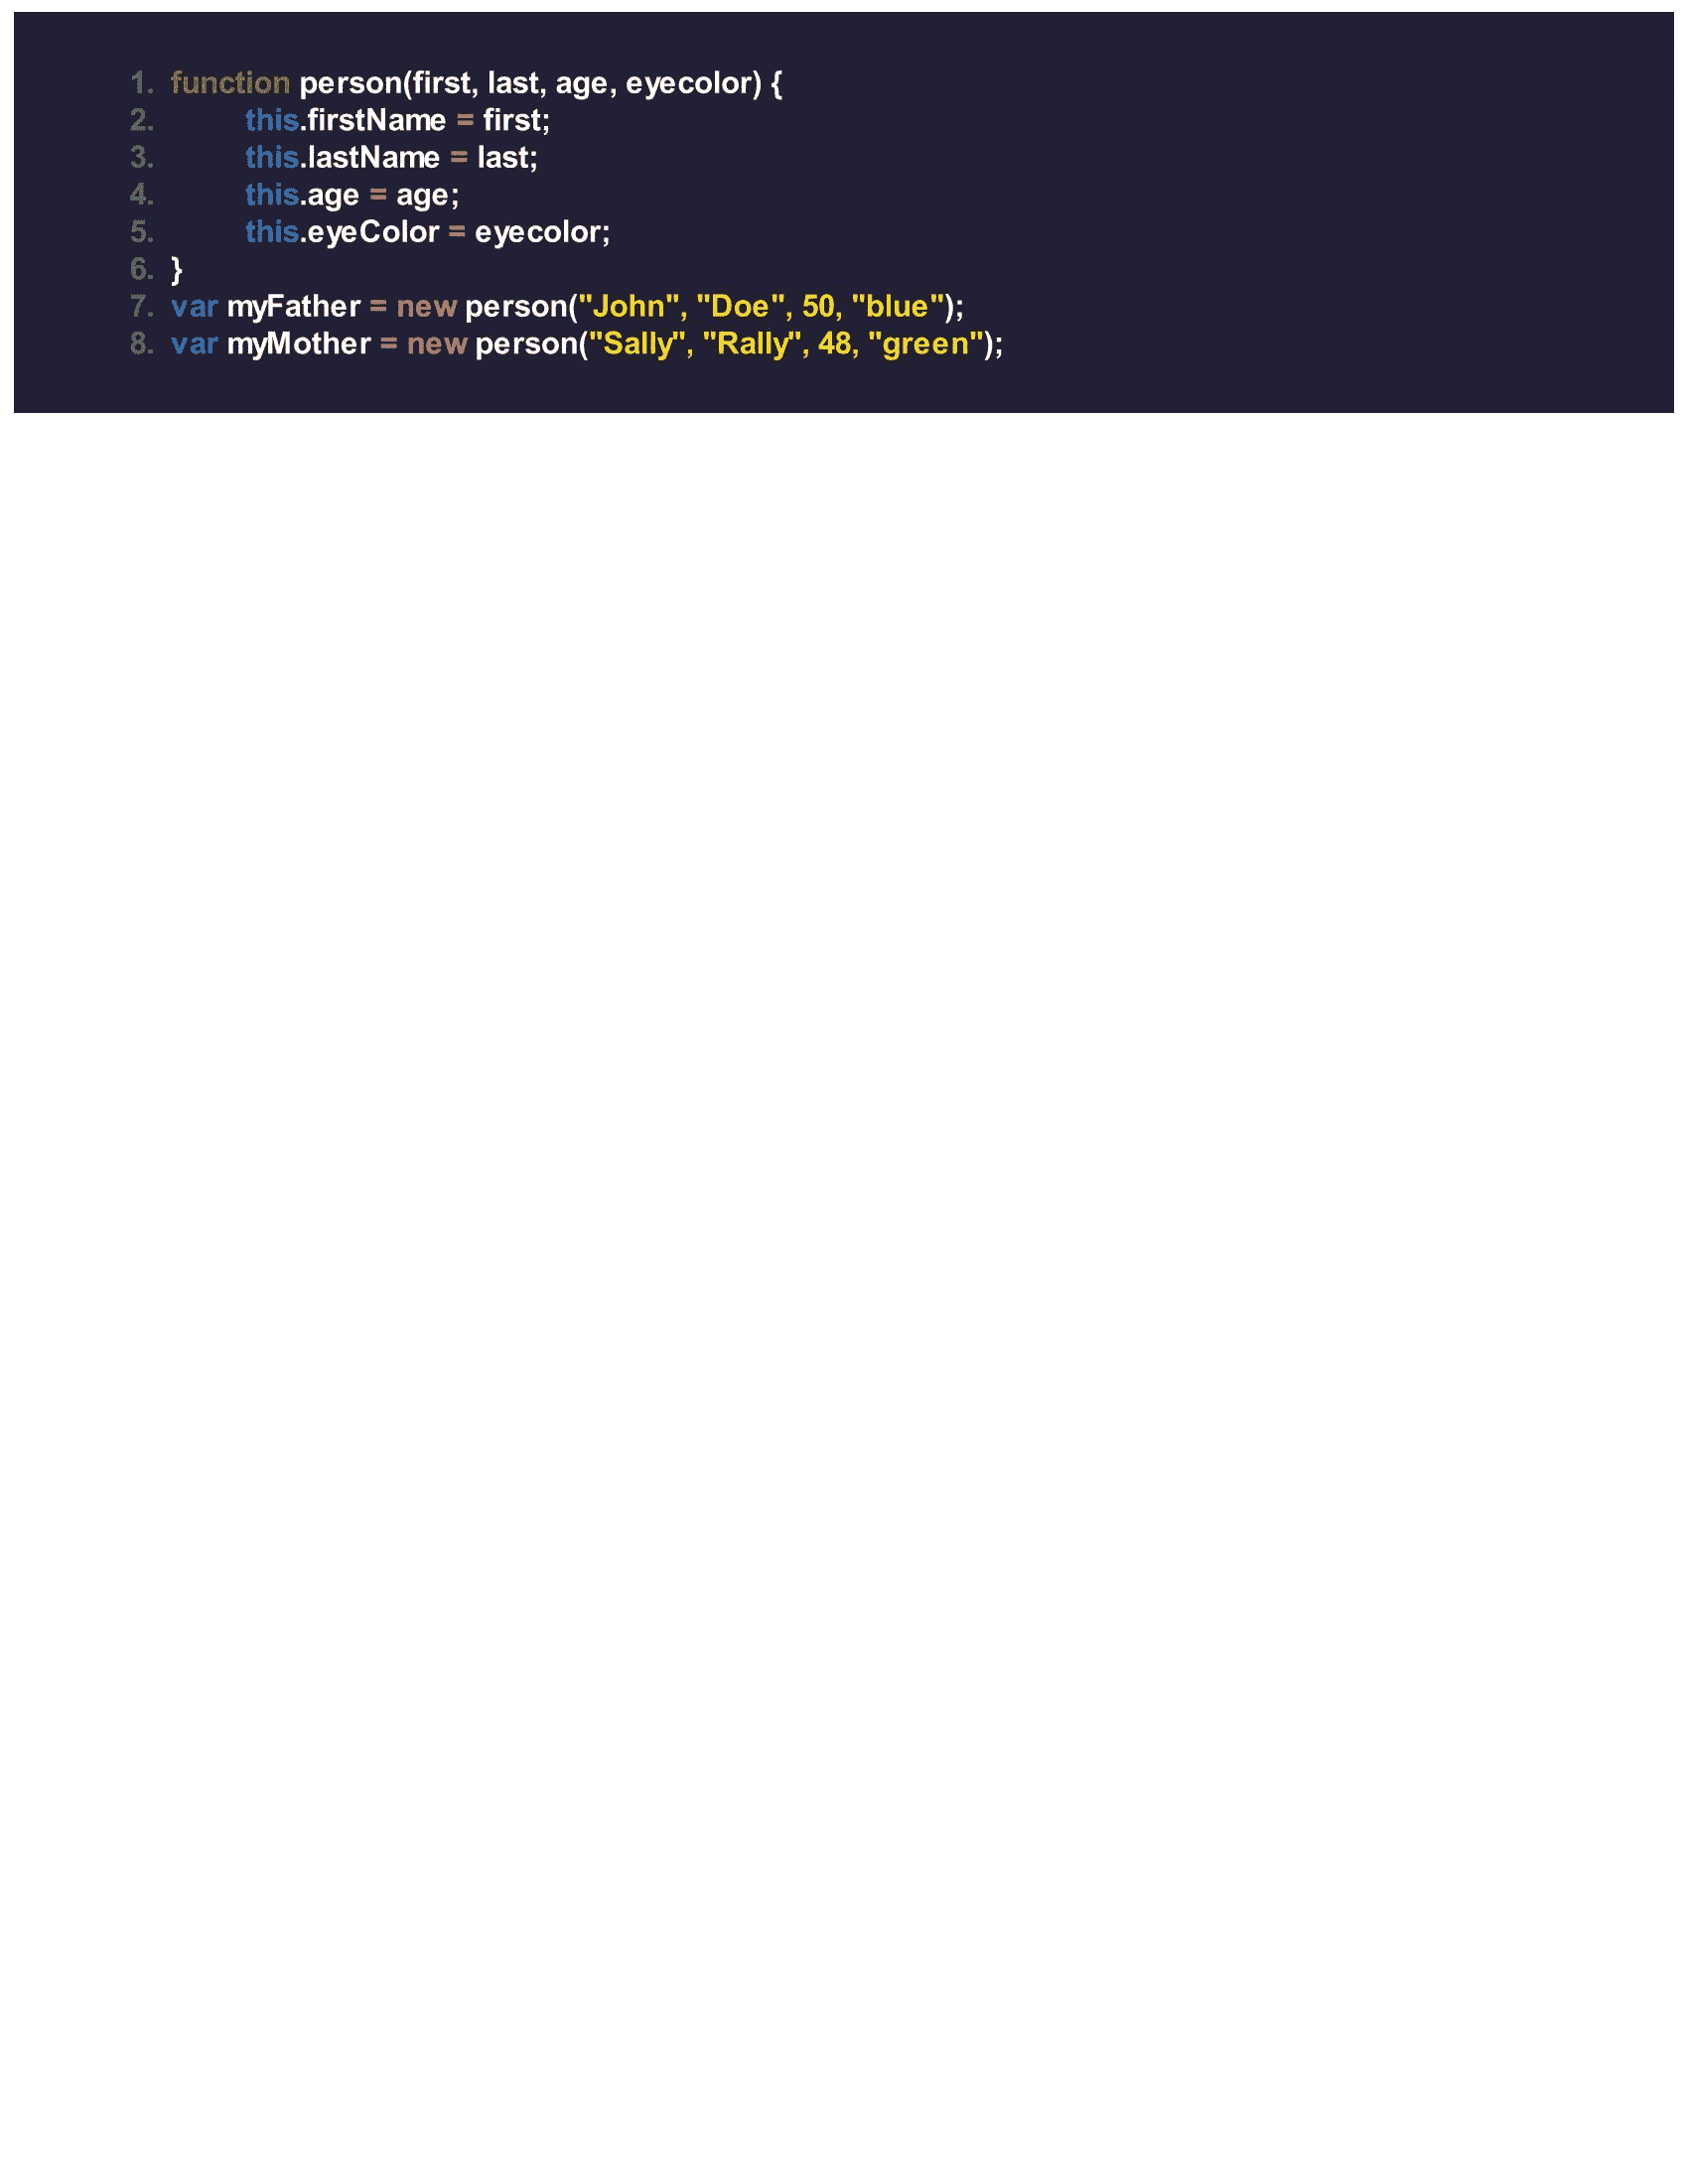 1. function person(first, last, age, eyecolor) {
2. this.firstName = first;
3. this.lastName = last;
4. this.age = age;
5. this.eyeColor = eyecolor;
6. }
7. var myFather = new person("John", "Doe", 50, "blue");
8. var myMother = new person("Sally", "Rally", 48, "green");